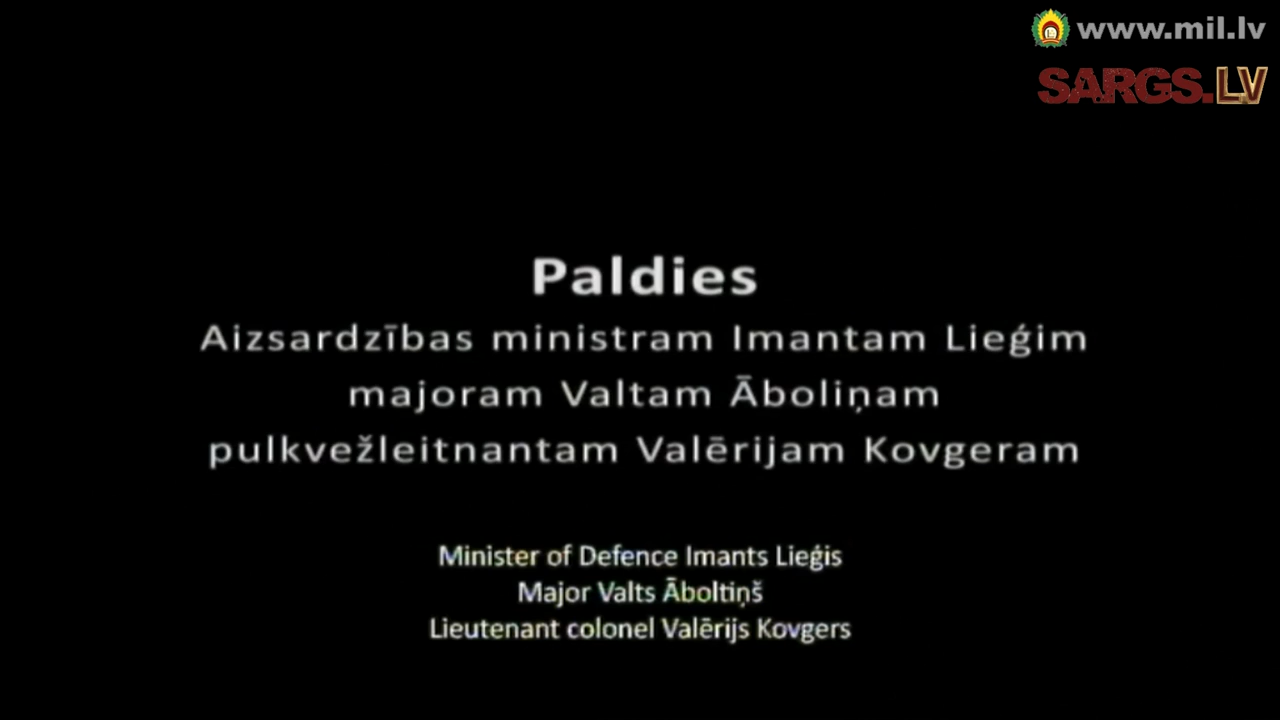 www.mil.lv
SARGS.LV
Paldies
Aizsardzības ministram Imantam Lieģim
majoram Valtam Āboliņam
pulkvežleitnantam Valērijam Kovgeram
Minister of Defence Imants Lieģis
Major Valts Āboltiņš
Lieutenant colonel Valērijs Kovgers